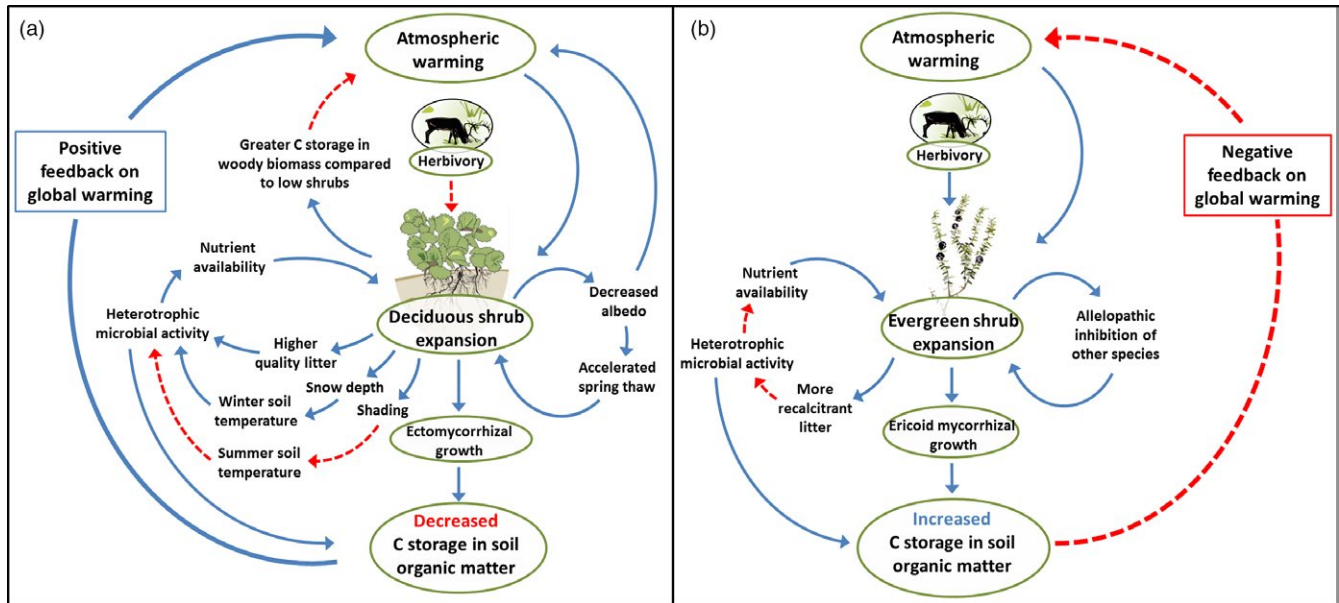 (a)
Atmospheric
warming
Herbivory
Greater C storage in
woody biomass compared
to low shrubs
Positive
feedback on
global warming
Nutrient
availability
Heterotrophic
microbial activity
Higher
quality litter
Snow depth
Winter soil
temperature
Shading
Summer soil
temperature
Deciduous shrub
expansion
Decreased
albedo
Accelerated
spring thaw
Ectomycorrhizal
growth
Decreased
C storage in soil
organic matter
(b)
Atmospheric
warming
Herbivory
Negative
feedback on
global warming
Nutrient
availability
Heterotrophic
microbial activity
More
recalcitrant
litter
Evergreen shrub
expansion
Allelopathic
inhibition of
other species
Ericoid mycorrhizal
growth
Increased
C storage in soil
organic matter